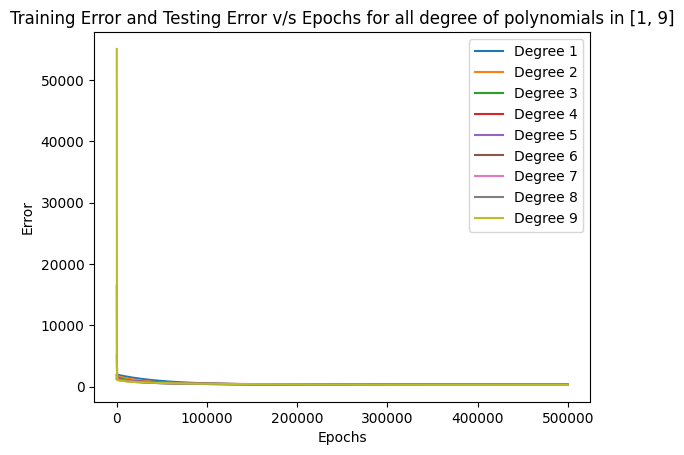 Training Error and Testing Error v/s Epochs for all degree of polynomials in [1, 9]
Degree 1
Degree 2
Degree 3
Degree 4
Degree 5
Degree 6
Degree 7
Degree 8
Degree 9
Error
50000
40000
30000
20000
10000
0
0 100000 200000 300000 400000 500000
Epochs